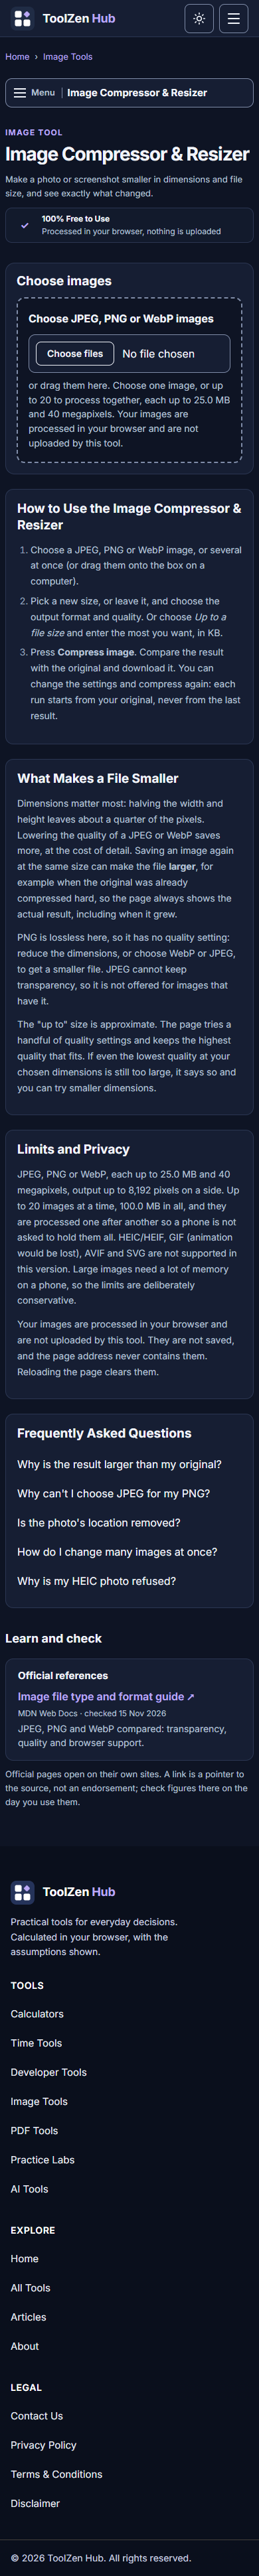 ToolZen Hub
Home › Image Tools
Menu | Image Compressor & Resizer
IMAGE TOOL
Image Compressor & Resizer
Make a photo or screenshot smaller in dimensions and file
size, and see exactly what changed.
✓ 100% Free to Use
Processed in your browser, nothing is uploaded
Choose images
Choose JPEG, PNG or WebP images
Choose files No file chosen
or drag them here. Choose one image, or up
to 20 to process together, each up to 25.0 MB
and 40 megapixels. Your images are
processed in your browser and are not
uploaded by this tool.
How to Use the Image Compressor &
Resizer
1. Choose a JPEG, PNG or WebP image, or several
at once (or drag them onto the box on a
computer).
2. Pick a new size, or leave it, and choose the
output format and quality. Or choose Up to a
file size and enter the most you want, in KB.
3. Press Compress image. Compare the result
with the original and download it. You can
change the settings and compress again: each
run starts from your original, never from the last
result.
What Makes a File Smaller
Dimensions matter most: halving the width and
height leaves about a quarter of the pixels.
Lowering the quality of a JPEG or WebP saves
more, at the cost of detail. Saving an image again
at the same size can make the file larger, for
example when the original was already
compressed hard, so the page always shows the
actual result, including when it grew.
PNG is lossless here, so it has no quality setting:
reduce the dimensions, or choose WebP or JPEG,
to get a smaller file. JPEG cannot keep
transparency, so it is not offered for images that
have it.
The "up to" size is approximate. The page tries a
handful of quality settings and keeps the highest
quality that fits. If even the lowest quality at your
chosen dimensions is still too large, it says so and
you can try smaller dimensions.
Limits and Privacy
JPEG, PNG or WebP, each up to 25.0 MB and 40
megapixels, output up to 8,192 pixels on a side. Up
to 20 images at a time, 100.0 MB in all, and they
are processed one after another so a phone is not
asked to hold them all. HEIC/HEIF, GIF (animation
would be lost), AVIF and SVG are not supported in
this version. Large images need a lot of memory
on a phone, so the limits are deliberately
conservative.
Your images are processed in your browser and
are not uploaded by this tool. They are not saved,
and the page address never contains them.
Reloading the page clears them.
Frequently Asked Questions
Why is the result larger than my original?
Why can't I choose JPEG for my PNG?
Is the photo's location removed?
How do I change many images at once?
Why is my HEIC photo refused?
Learn and check
Official references
Image file type and format guide ↗
MDN Web Docs · checked 15 Nov 2026
JPEG, PNG and WebP compared: transparency,
quality and browser support.
Official pages open on their own sites. A link is a pointer to
the source, not an endorsement; check figures there on the
day you use them.
ToolZen Hub
Practical tools for everyday decisions.
Calculated in your browser, with the
assumptions shown.
TOOLS
Calculators
Time Tools
Developer Tools
Image Tools
PDF Tools
Practice Labs
AI Tools
EXPLORE
Home
All Tools
Articles
About
LEGAL
Contact Us
Privacy Policy
Terms & Conditions
Disclaimer
© 2026 ToolZen Hub. All rights reserved.